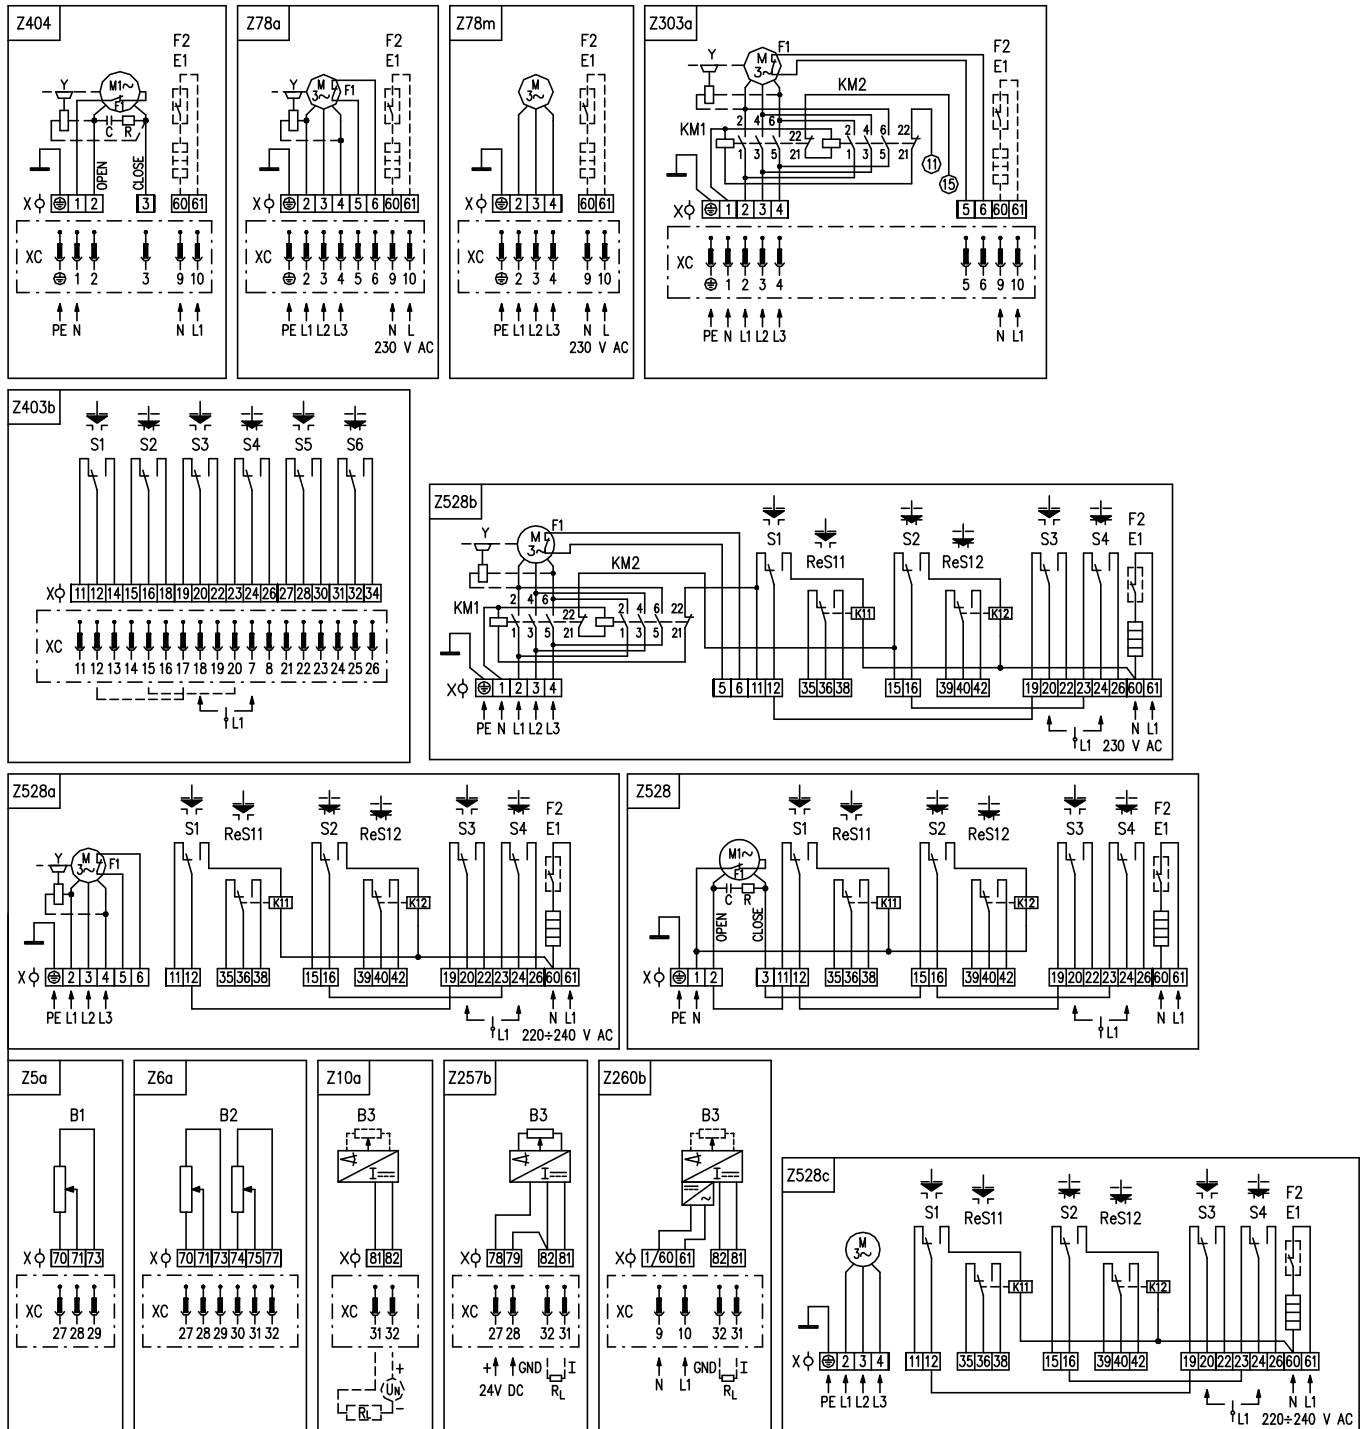 Z404
F2
E1
Y
M1~
F1
C R
OPEN
CLOSE
X 1 2 3 60 61
XC
1 2 3 9 10
PE N N L1
Z78a
F2
E1
Y
M
3~
F1
X 2 3 4 5 6 60 61
XC
2 3 4 5 6 9 10
PE L1 L2 L3 N L
230 V AC
Z78m
F2
E1
M
3~
X 2 3 4 60 61
XC
2 3 4 9 10
PE L1 L2 L3 N L
230 V AC
Z303a
F1
F2
E1
Y
M
3~
KM2
KM1
2 4 6 22 2 4 6 22
1 3 5 21 1 3 5 21
11
15
X 1 2 3 4 5 6 60 61
XC
1 2 3 4 5 6 9 10
PE N L1 L2 L3 N L1
Z403b
S1 S2 S3 S4 S5 S6
X 11 12 14 15 16 18 19 20 22 23 24 26 27 28 30 31 32 34
XC
11 12 13 14 15 16 17 18 19 20 7 8 21 22 23 24 25 26
L1
Z528b
F1
Y
M
3~
KM2
KM1
2 4 6 22 2 4 6 22
1 3 5 21 1 3 5 21
S1 ReS11 S2 ReS12 S3 S4
F2
E1
K11 K12
X 1 2 3 4 5 6 11 12 35 36 38 15 16 39 40 42 19 20 22 23 24 26 60 61
PE N L1 L2 L3 L1 N L1
230 V AC
Z528a
S1 ReS11 S2 ReS12 S3 S4
F2
E1
Y
M
3~
F1
K11 K12
X 2 3 4 5 6 11 12 35 36 38 15 16 39 40 42 19 20 22 23 24 26 60 61
PE L1 L2 L3 L1 N L1
220÷240 V AC
Z528
S1 ReS11 S2 ReS12 S3 S4
F2
E1
M1~
F1
C R
OPEN
CLOSE
K11 K12
X 1 2 3 11 12 35 36 38 15 16 39 40 42 19 20 22 23 24 26 60 61
PE N L1 N L1
Z5a
B1
X 70 71 73
XC
27 28 29
Z6a
B2
X 70 71 73 74 75 77
XC
27 28 29 30 31 32
Z10a
B3
I
X 81 82
XC
31 32
+
UN
RL
−
Z257b
B3
I
X 78 79 82 81
XC
27 28 32 31
+ GND I
24V DC RL
Z260b
B3
I
~
X 1/60 61 82 81
XC
9 10 32 31
N L1 GND I
RL
Z528c
S1 ReS11 S2 ReS12 S3 S4
F2
E1
M
3~
K11 K12
X 2 3 4 11 12 35 36 38 15 16 39 40 42 19 20 22 23 24 26 60 61
PE L1 L2 L3 L1 N L1
220÷240 V AC